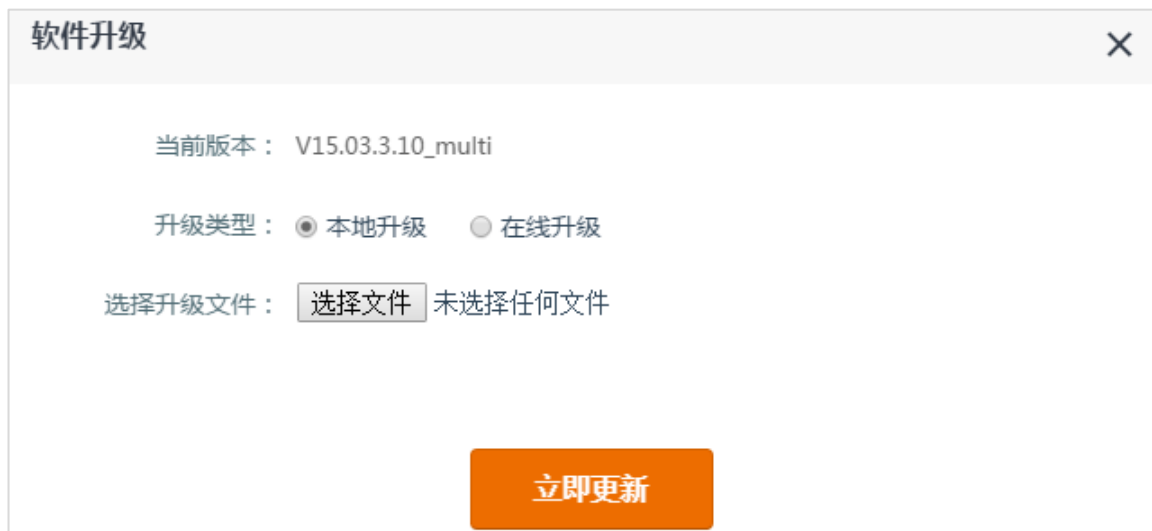 软件升级
当前版本： V15.03.3.10_multi
升级类型： 本地升级 在线升级
选择升级文件： 选择文件 未选择任何文件
立即更新